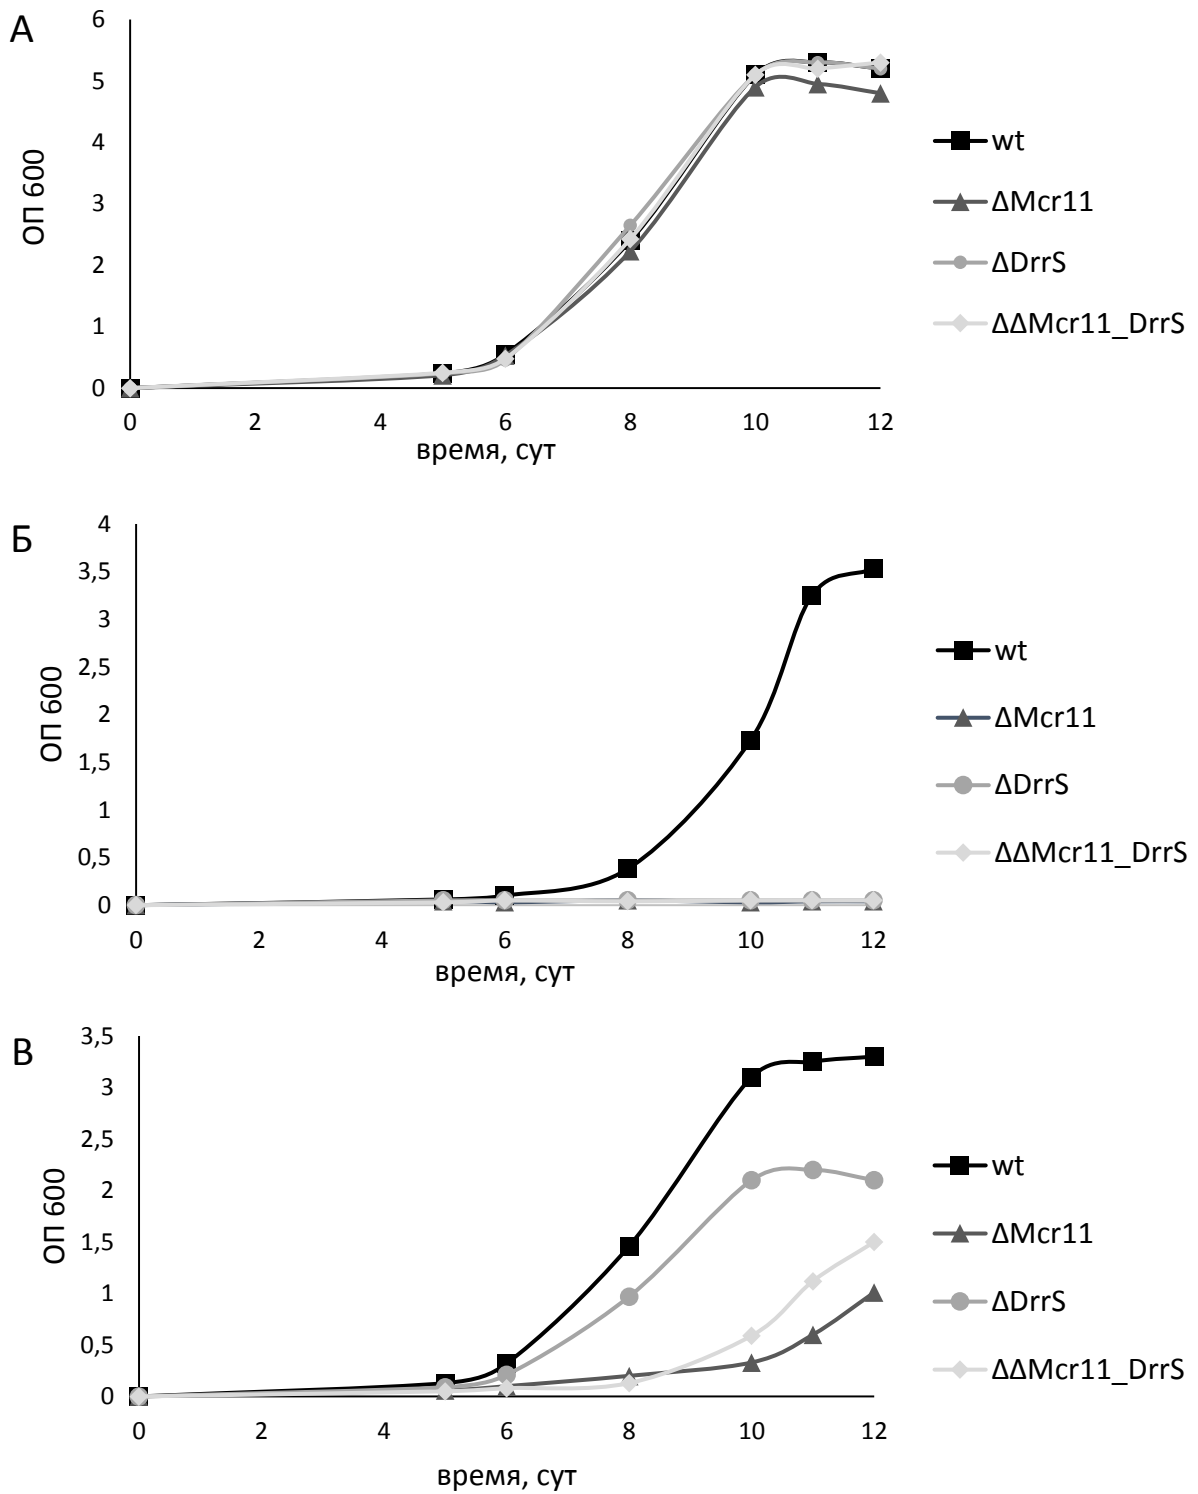 А
6
5
4
3
2
1
0
ОП 600
0 2 4 6 8 10 12
время, сут
wt
ΔMcr11
ΔDrrS
ΔΔMcr11_DrrS
Б
4
3,5
3
2,5
2
1,5
1
0,5
0
ОП 600
0 2 4 6 8 10 12
время, сут
wt
ΔMcr11
ΔDrrS
ΔΔMcr11_DrrS
В
3,5
3
2,5
2
1,5
1
0,5
0
ОП 600
0 2 4 6 8 10 12
время, сут
wt
ΔMcr11
ΔDrrS
ΔΔMcr11_DrrS